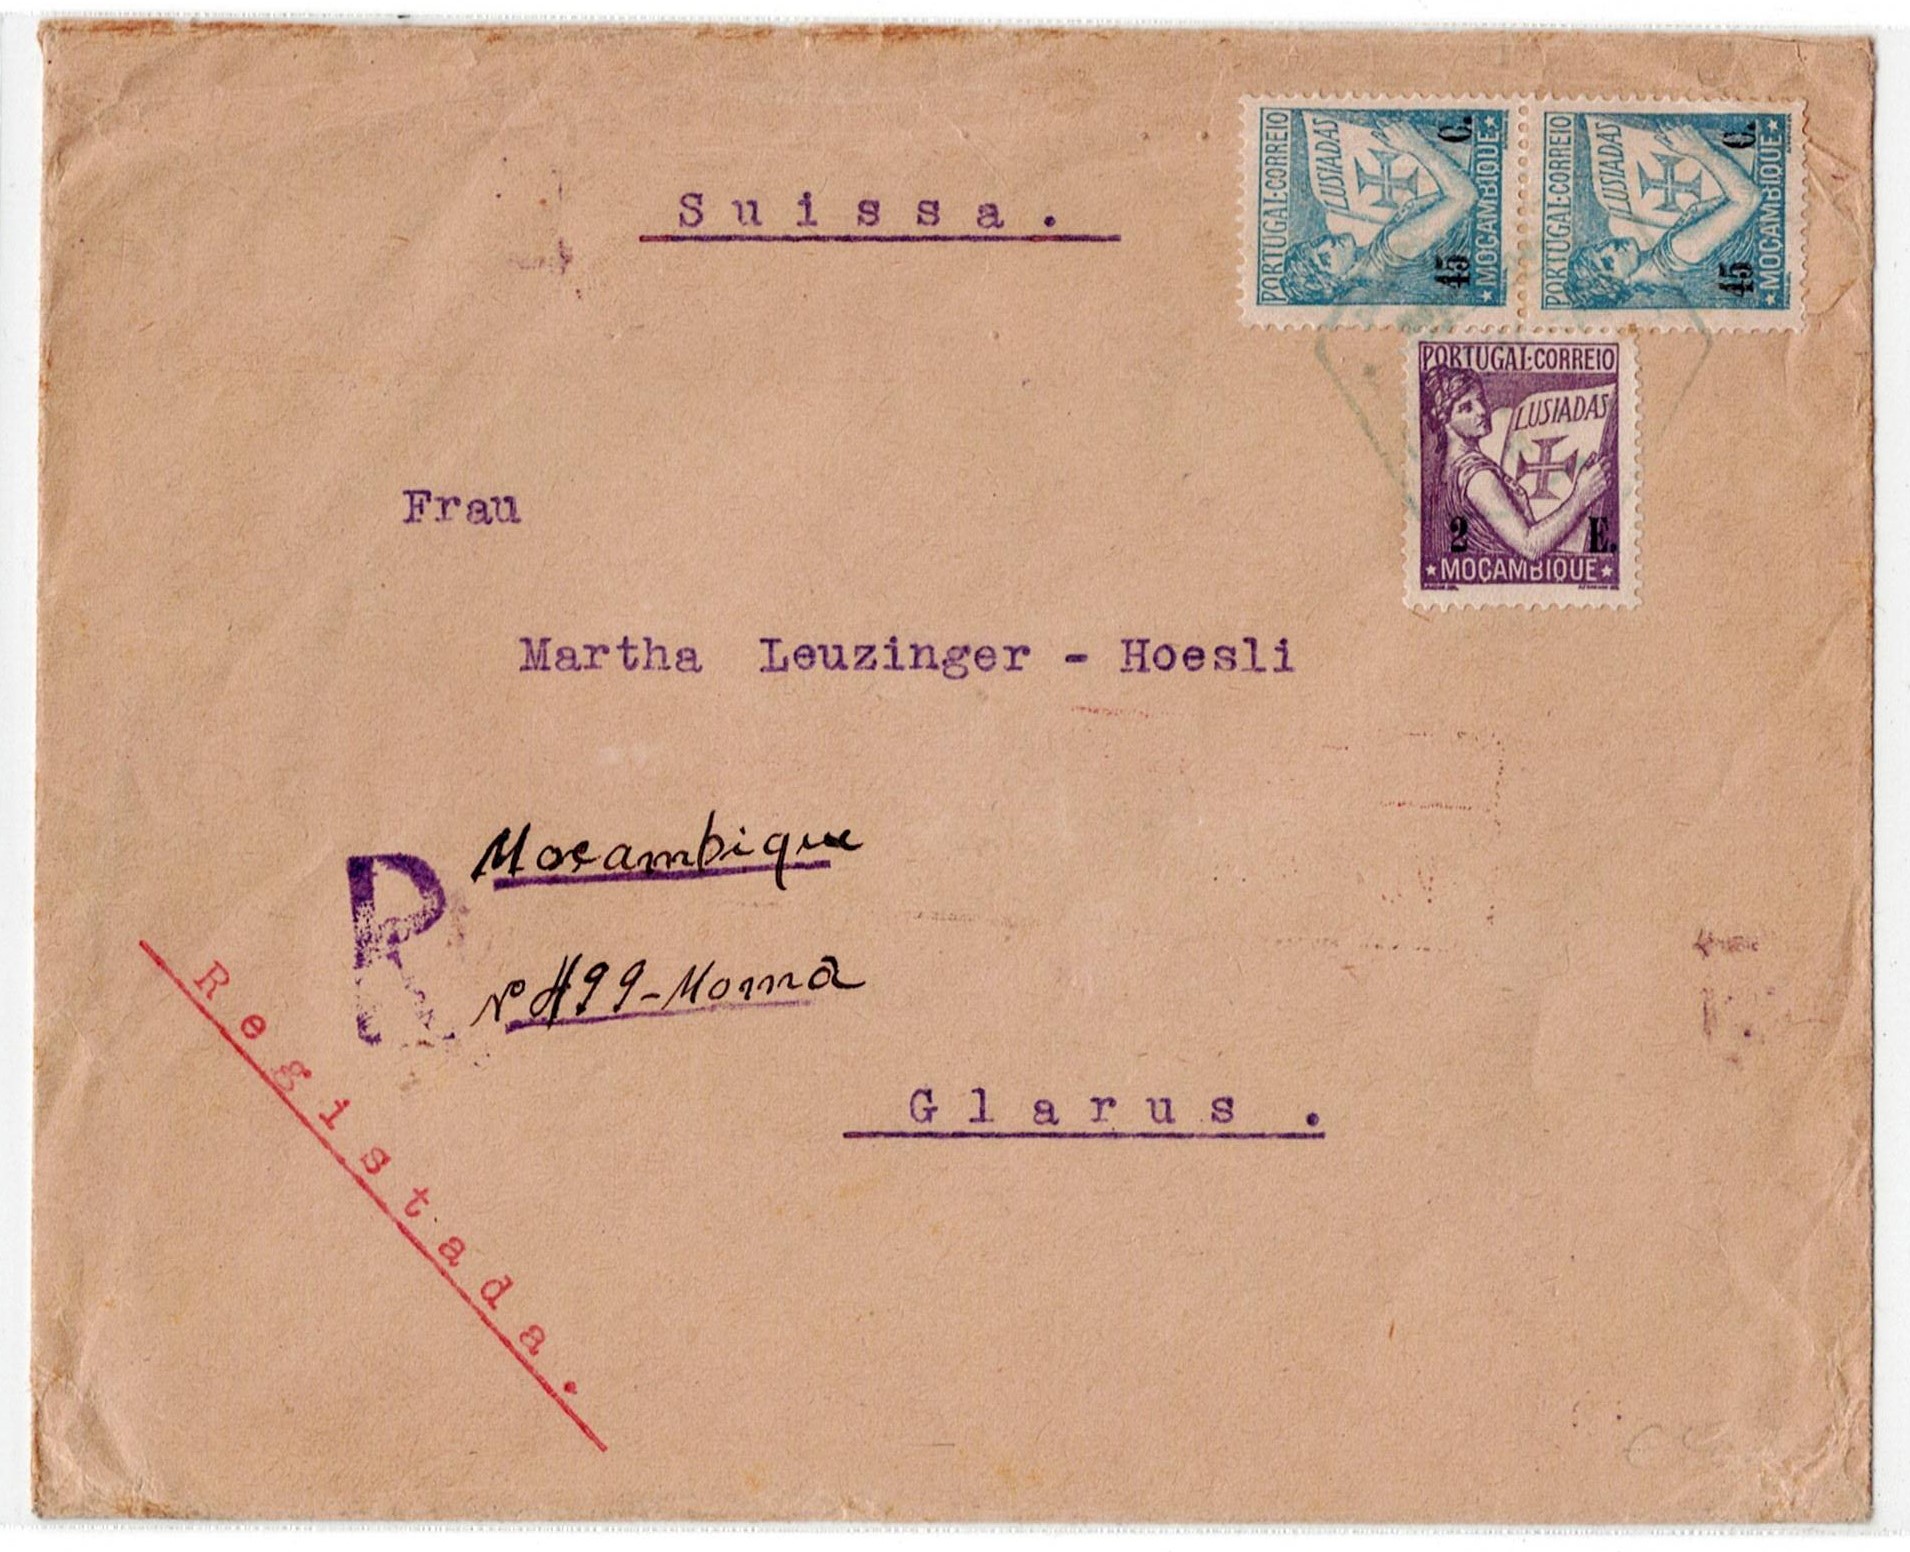 Suissa.
PORTUGAL·CORREIO
LUSIADAS
45 C.
MOÇAMBIQUE
PORTUGAL·CORREIO
LUSIADAS
45 C.
MOÇAMBIQUE
PORTUGAL·CORREIO
LUSIADAS
2 E.
MOÇAMBIQUE
Frau
Martha Leuzinger - Hoesli
R
Moçambique
Nº 499-Moma
Registada.
Glarus.